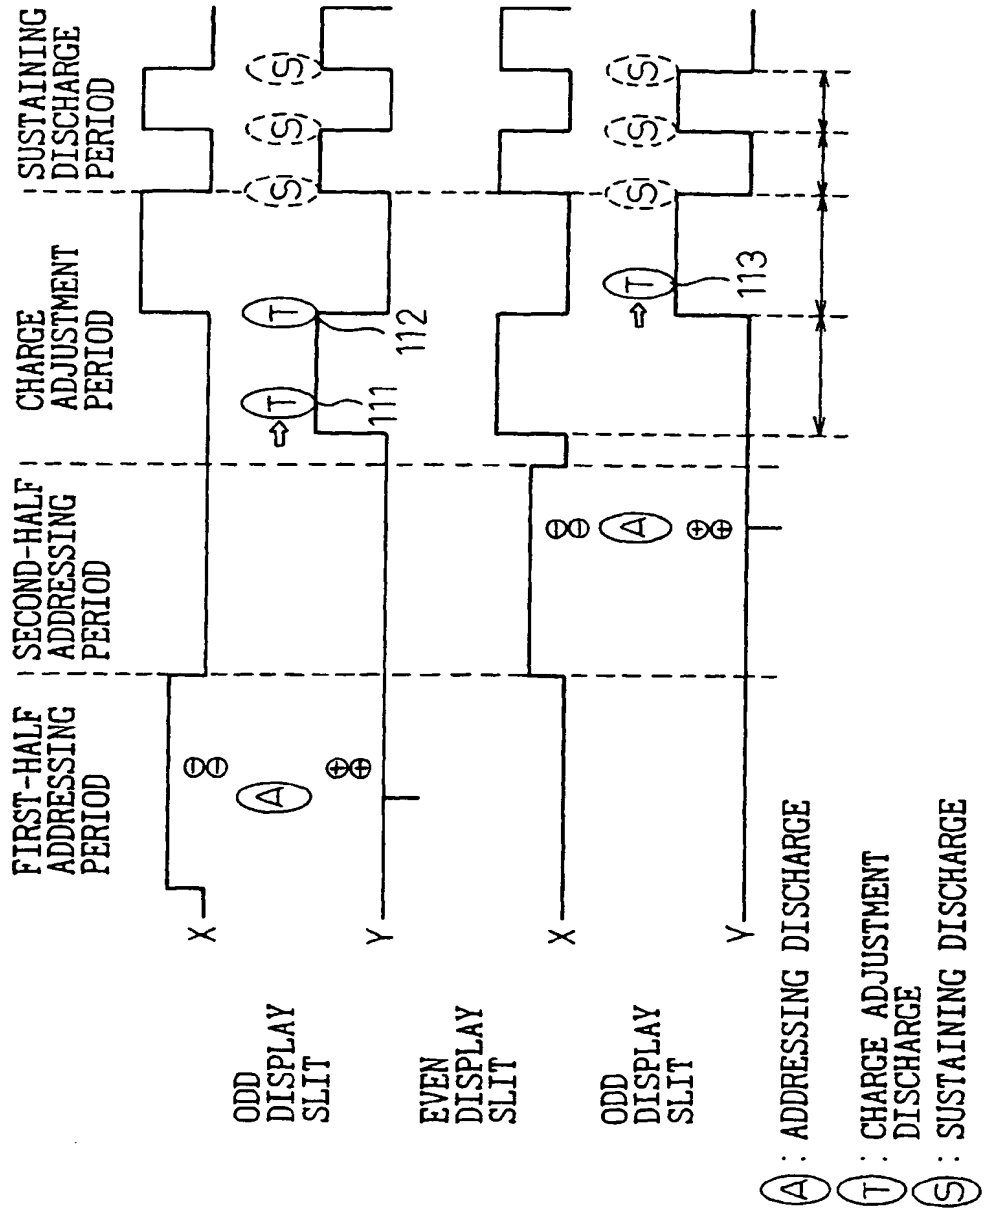 FIRST-HALF
ADDRESSING
PERIOD
SECOND-HALF
ADDRESSING
PERIOD
CHARGE
ADJUSTMENT
PERIOD
SUSTAINING
DISCHARGE
PERIOD
ODD
DISPLAY
SLIT
X
⊖⊖
A
⊕⊕
Y
T
T
S
S
S
111
112
EVEN
DISPLAY
SLIT
X
ODD
DISPLAY
SLIT
⊖⊖
A
⊕⊕
T
S
S
S
Y
113
A : ADDRESSING DISCHARGE
T : CHARGE ADJUSTMENT
DISCHARGE
S : SUSTAINING DISCHARGE